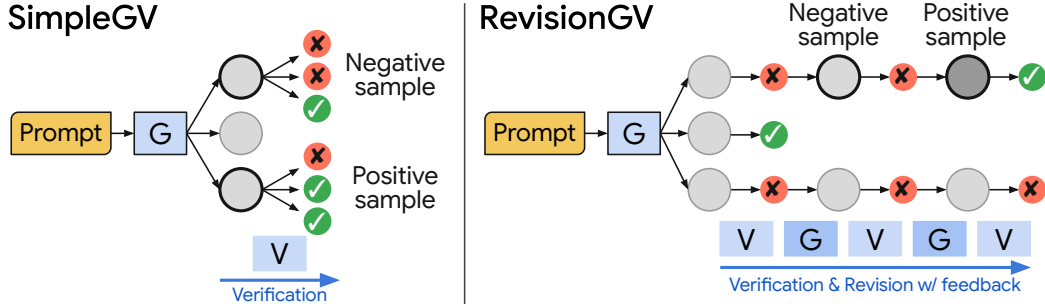 SimpleGV
Prompt
G
Negative
sample
Positive
sample
V
Verification
RevisionGV
Negative
sample
Positive
sample
Prompt
G
V G V G V
Verification & Revision w/ feedback